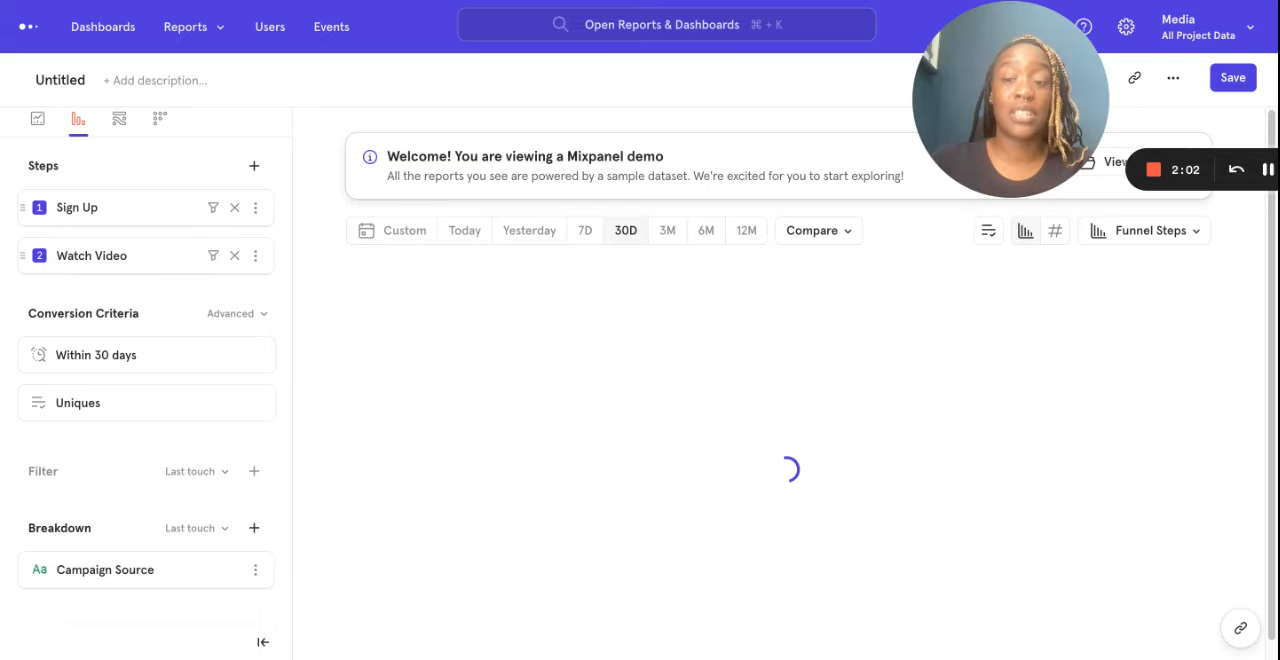 Dashboards Reports Users Events Open Reports & Dashboards ⌘ + K Media
All Project Data
Untitled + Add description... Save
Steps
1 Sign Up
2 Watch Video
Conversion Criteria Advanced
Within 30 days
Uniques
Filter Last touch
Breakdown Last touch
Aa Campaign Source
Welcome! You are viewing a Mixpanel demo
All the reports you see are powered by a sample dataset. We're excited for you to start exploring!
2:02
Custom Today Yesterday 7D 30D 3M 6M 12M Compare # Funnel Steps